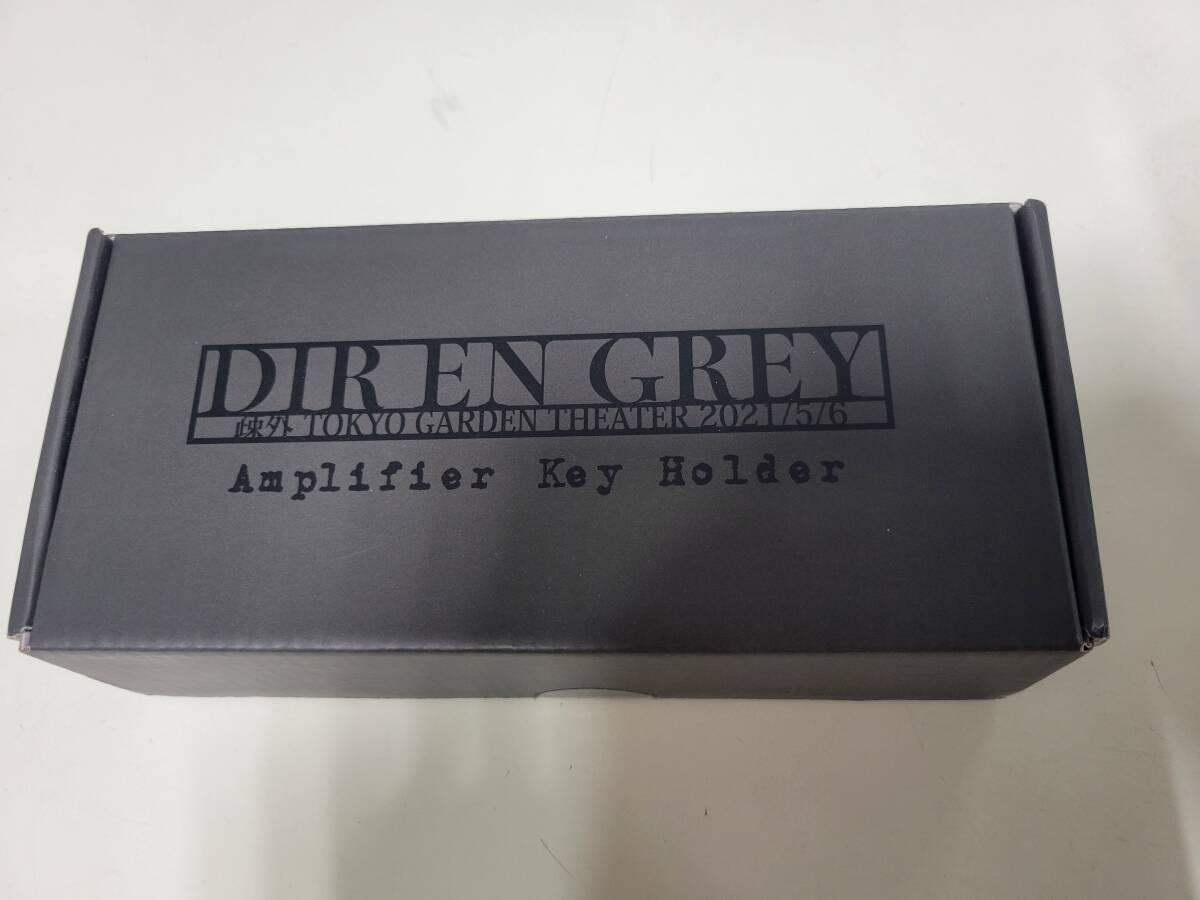 DIR EN GREY
疎外 TOKYO GARDEN THEATER 2021/5/6
Amplifier Key Holder